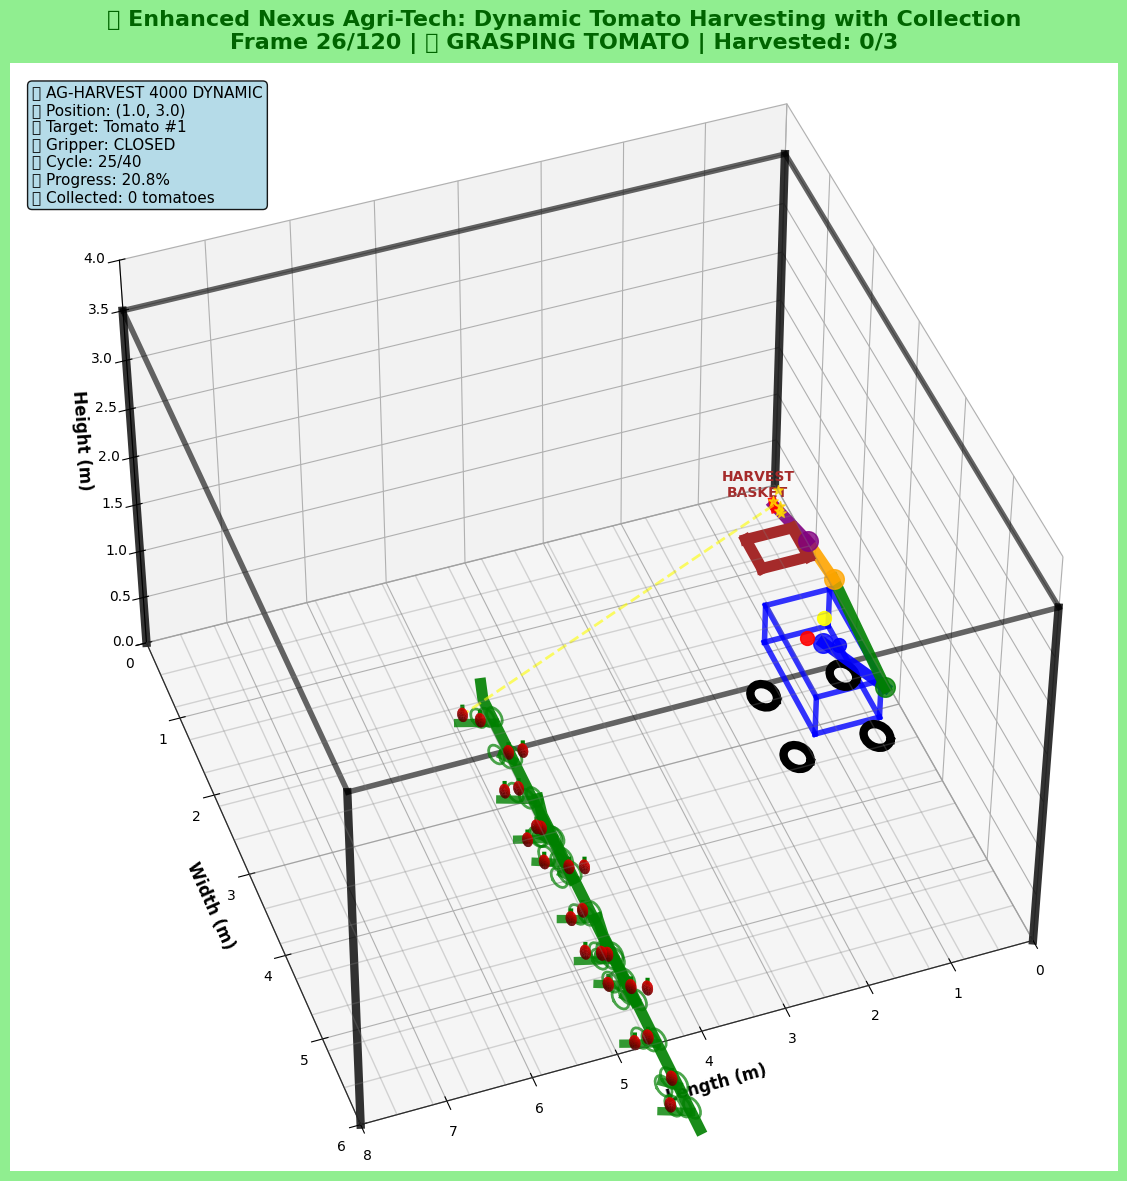 ▯ Enhanced Nexus Agri-Tech: Dynamic Tomato Harvesting with Collection
Frame 26/120 | ▯ GRASPING TOMATO | Harvested: 0/3
▯ AG-HARVEST 4000 DYNAMIC
▯ Position: (1.0, 3.0)
▯ Target: Tomato #1
▯ Gripper: CLOSED
▯ Cycle: 25/40
▯ Progress: 20.8%
▯ Collected: 0 tomatoes
4.0
3.5
3.0
2.5
2.0
1.5
1.0
0.5
0.0
Height (m)
HARVEST
BASKET
0
1
2
3
4
5
6
Width (m)
8
7
6
5
4
3
2
1
0
ngth (m)